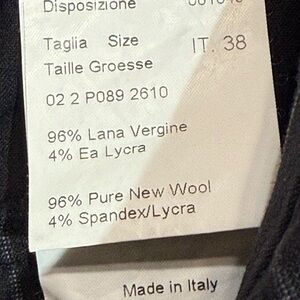 Disposizione
Taglia Size IT. 38
Taille Groesse
02 2 P089 2610
96% Lana Vergine
4% Ea Lycra
96% Pure New Wool
4% Spandex/Lycra
Made in Italy